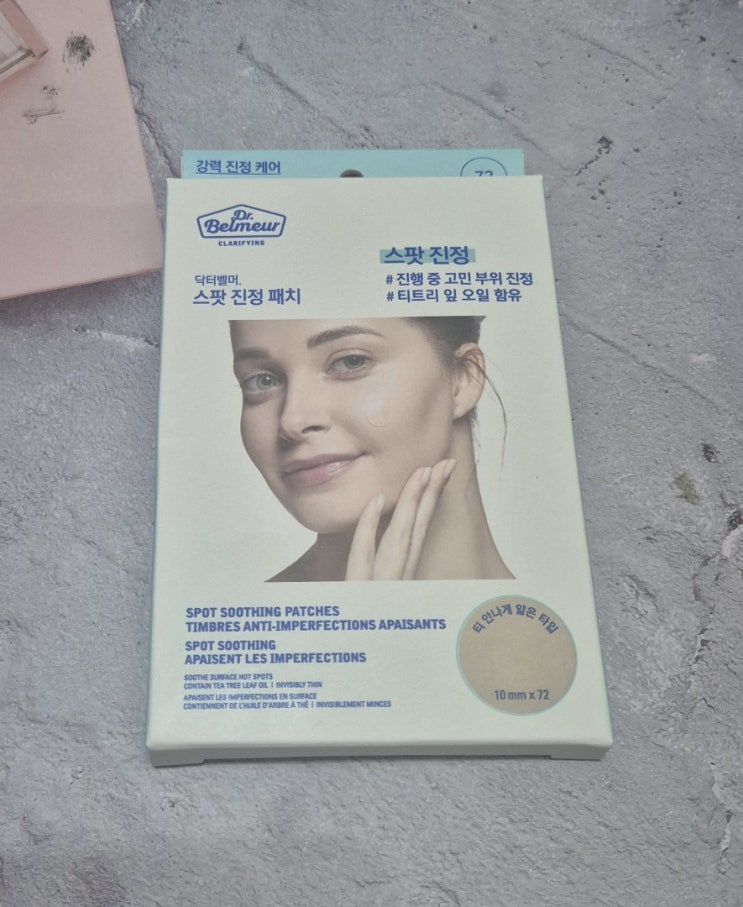 강력 진정 케어
72
Dr.
Belmeur
CLARIFYING
닥터벨머.
스팟 진정 패치
스팟 진정
# 진행 중 고민 부위 진정
# 티트리 잎 오일 함유
SPOT SOOTHING PATCHES
TIMBRES ANTI-IMPERFECTIONS APAISANTS
SPOT SOOTHING
APAISENT LES IMPERFECTIONS
SOOTHE SURFACE HOT SPOTS
CONTAIN TEA TREE LEAF OIL | INVISIBLY THIN
APAISENT LES IMPERFECTIONS EN SURFACE
CONTIENNENT DE L'HUILE D'ARBRE À THÉ | INVISIBLEMENT MINCES
티 안나게 얇은 타입
10 mm x 72